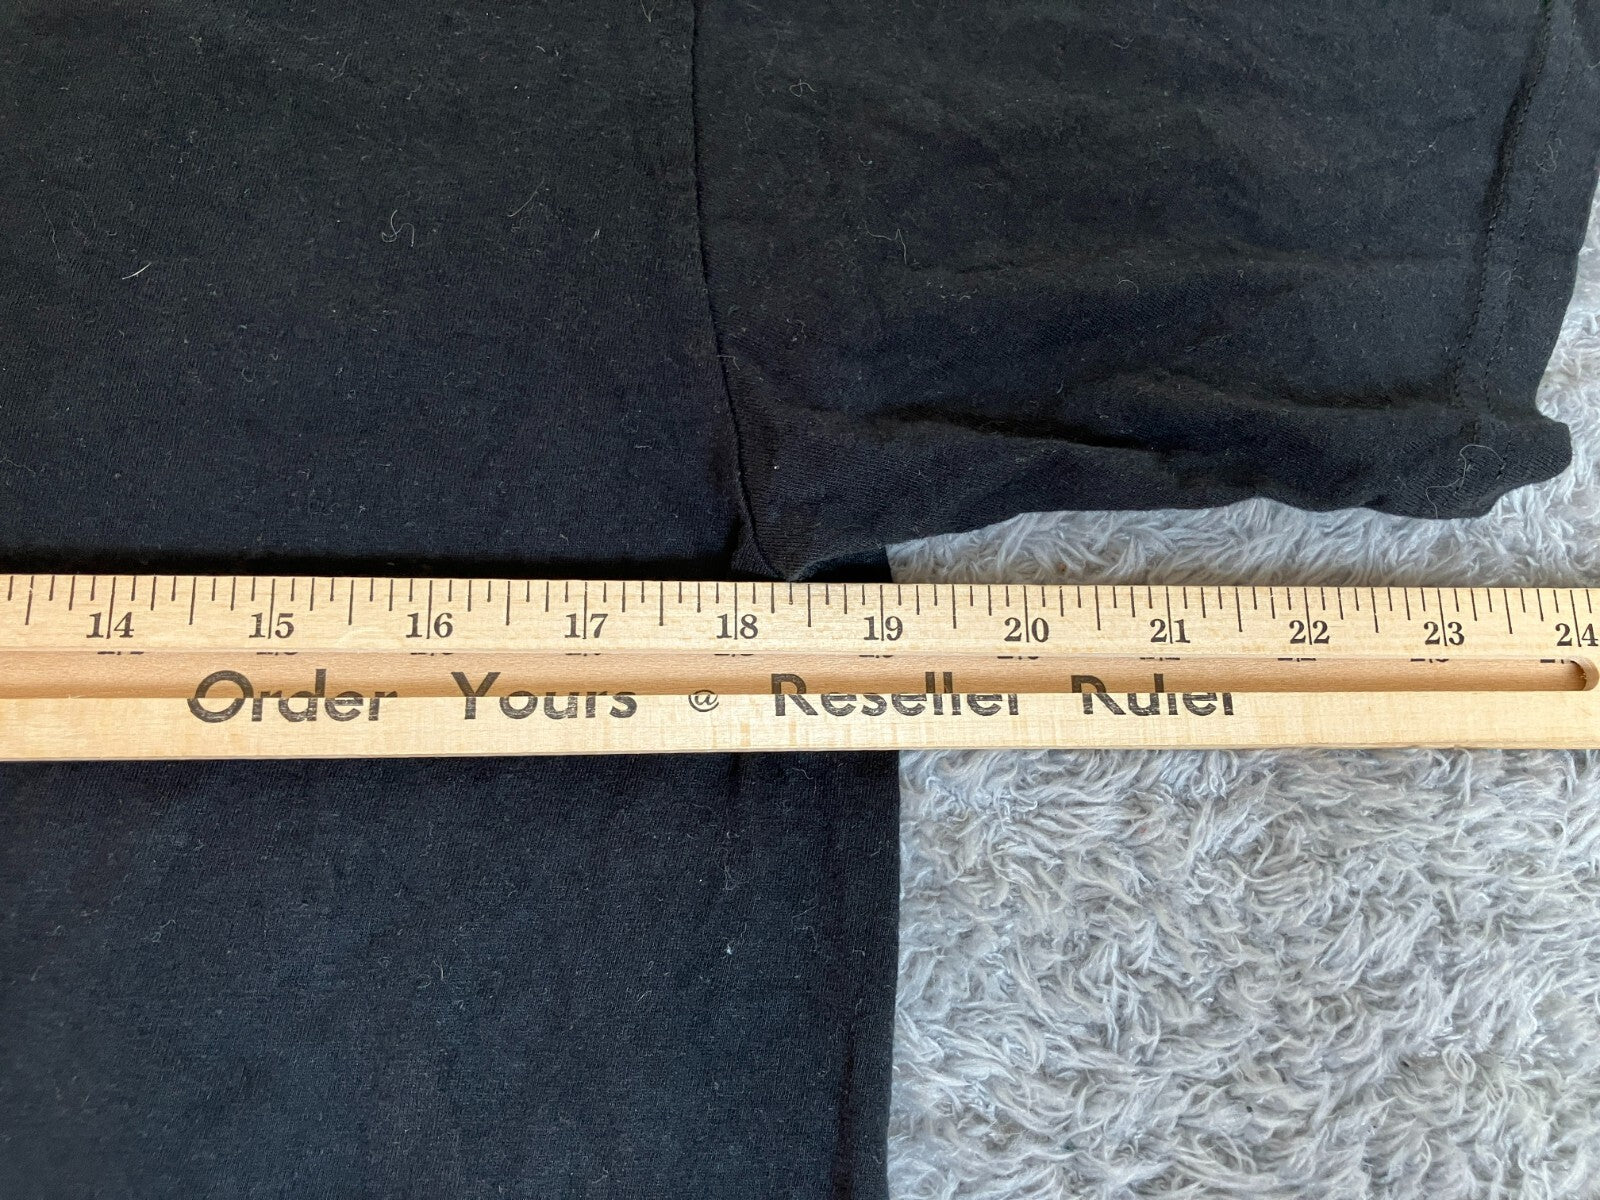 14 15 16 17 18 19 20 21 22 23 24
Order Yours @ Reseller Ruler